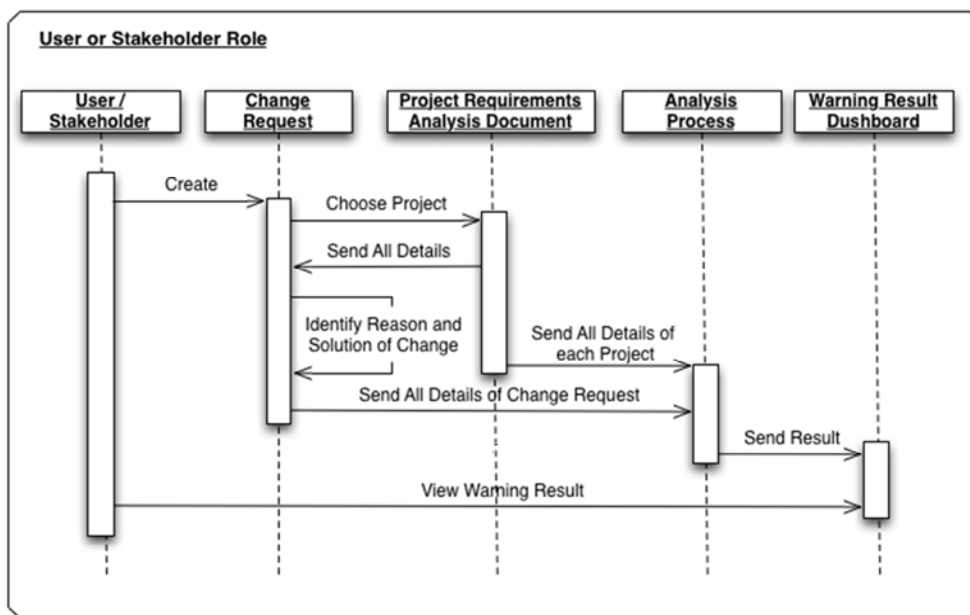 User or Stakeholder Role
User /
Stakeholder
Change
Request
Project Requirements
Analysis Document
Analysis
Process
Warning Result
Dushboard
Create
Choose Project
Send All Details
Identify Reason and
Solution of Change
Send All Details of
each Project
Send All Details of Change Request
Send Result
View Warning Result